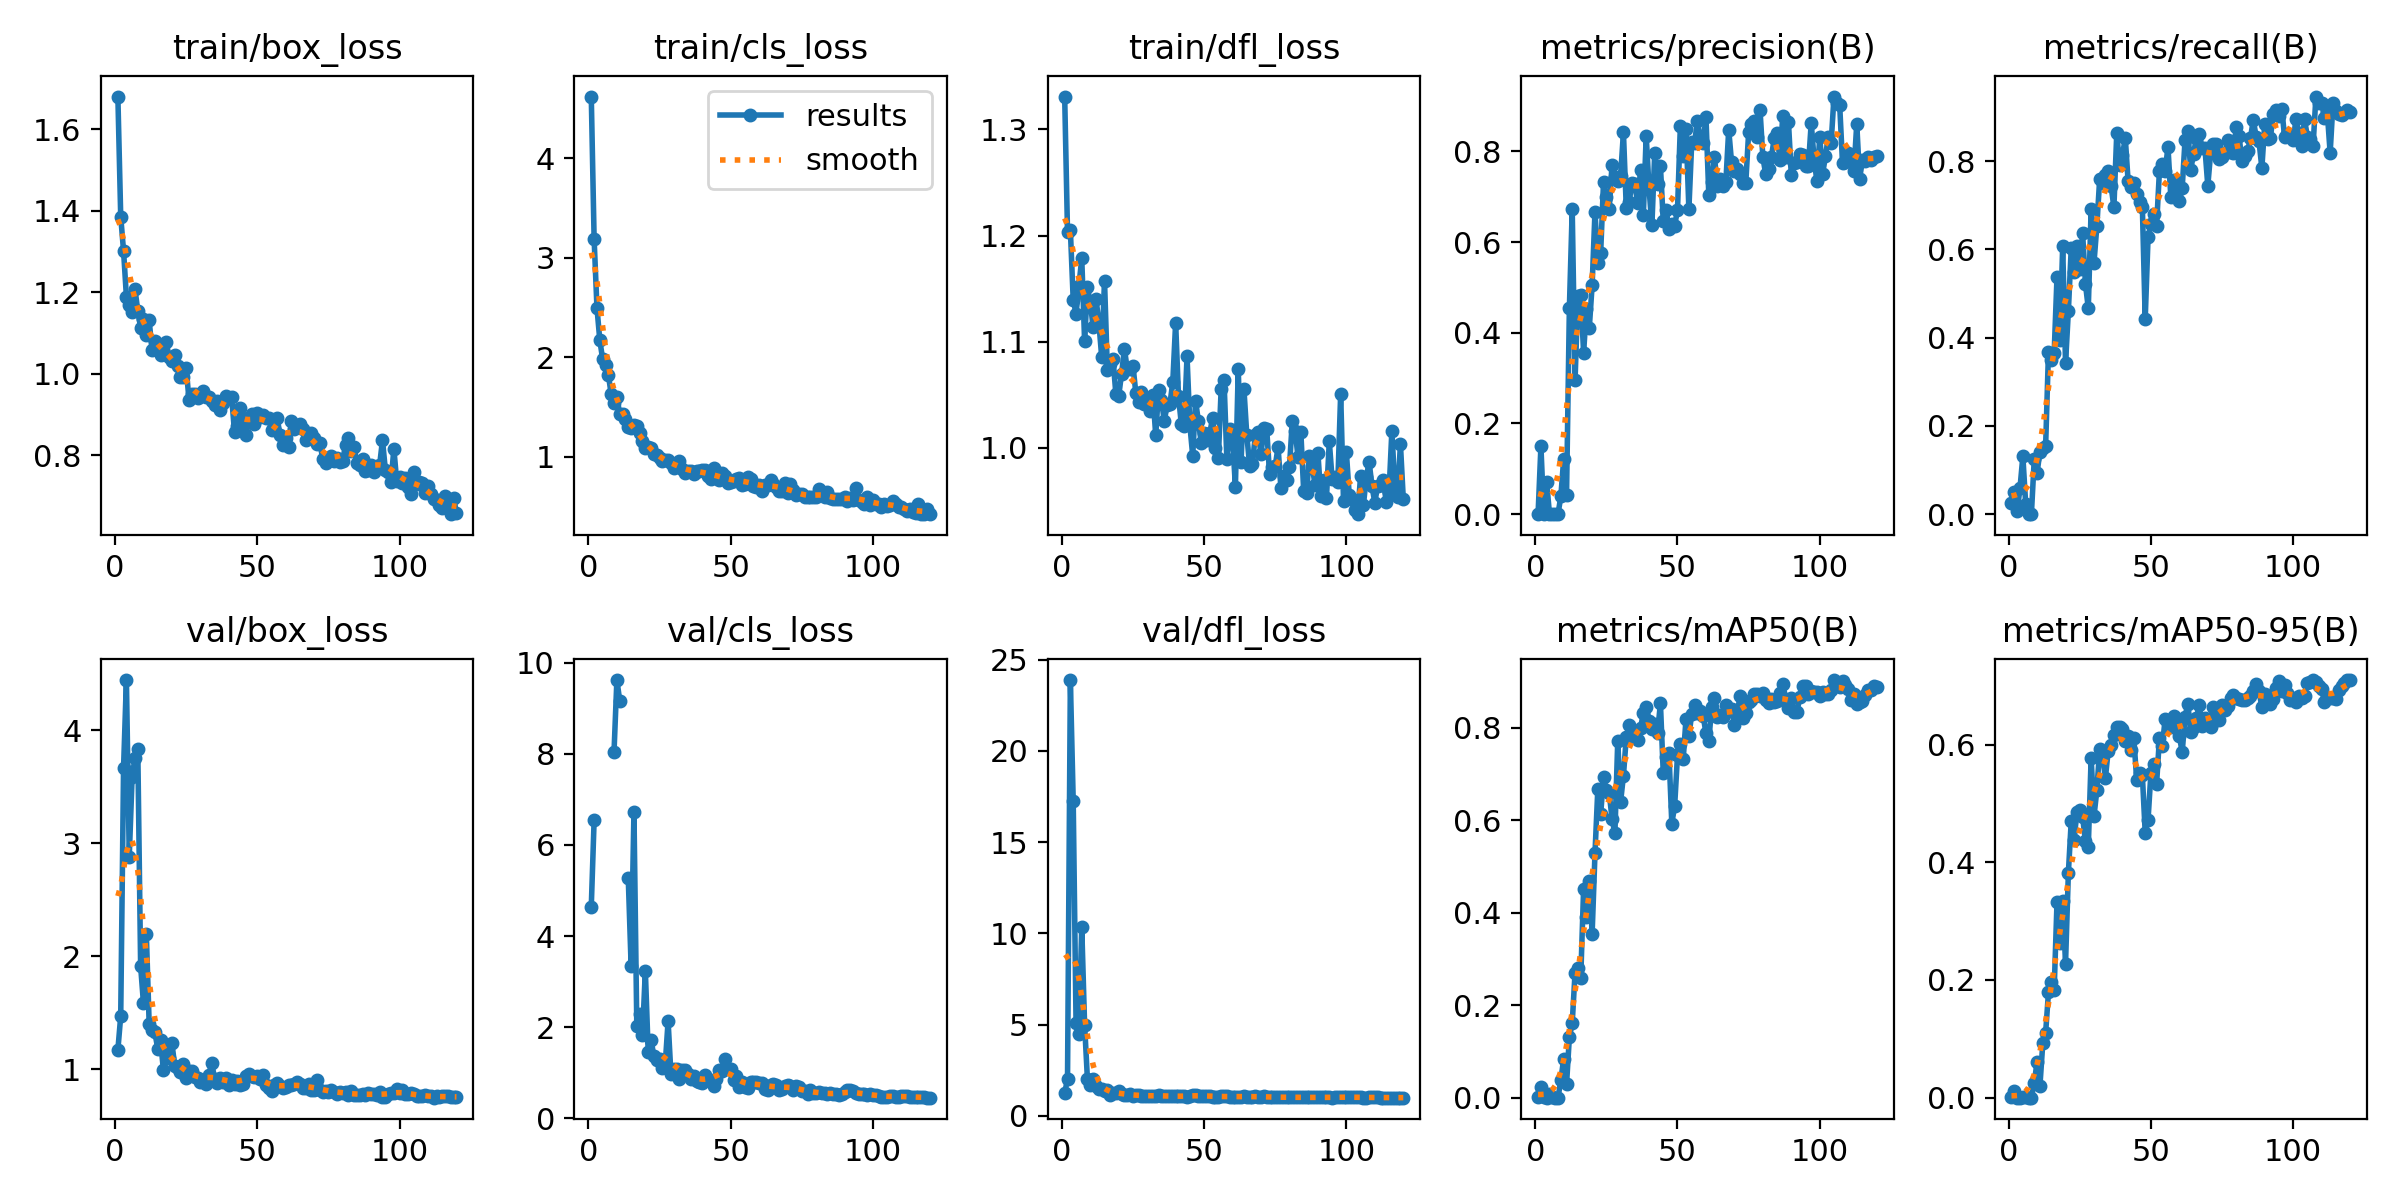 train/box_loss
1.6
1.4
1.2
1.0
0.8
0 50 100
train/cls_loss
results
smooth
4
3
2
1
0 50 100
train/dfl_loss
1.3
1.2
1.1
1.0
0 50 100
metrics/precision(B)
0.8
0.6
0.4
0.2
0.0
0 50 100
metrics/recall(B)
0.8
0.6
0.4
0.2
0.0
0 50 100
val/box_loss
4
3
2
1
0 50 100
val/cls_loss
10
8
6
4
2
0
0 50 100
val/dfl_loss
25
20
15
10
5
0
0 50 100
metrics/mAP50(B)
0.8
0.6
0.4
0.2
0.0
0 50 100
metrics/mAP50-95(B)
0.6
0.4
0.2
0.0
0 50 100